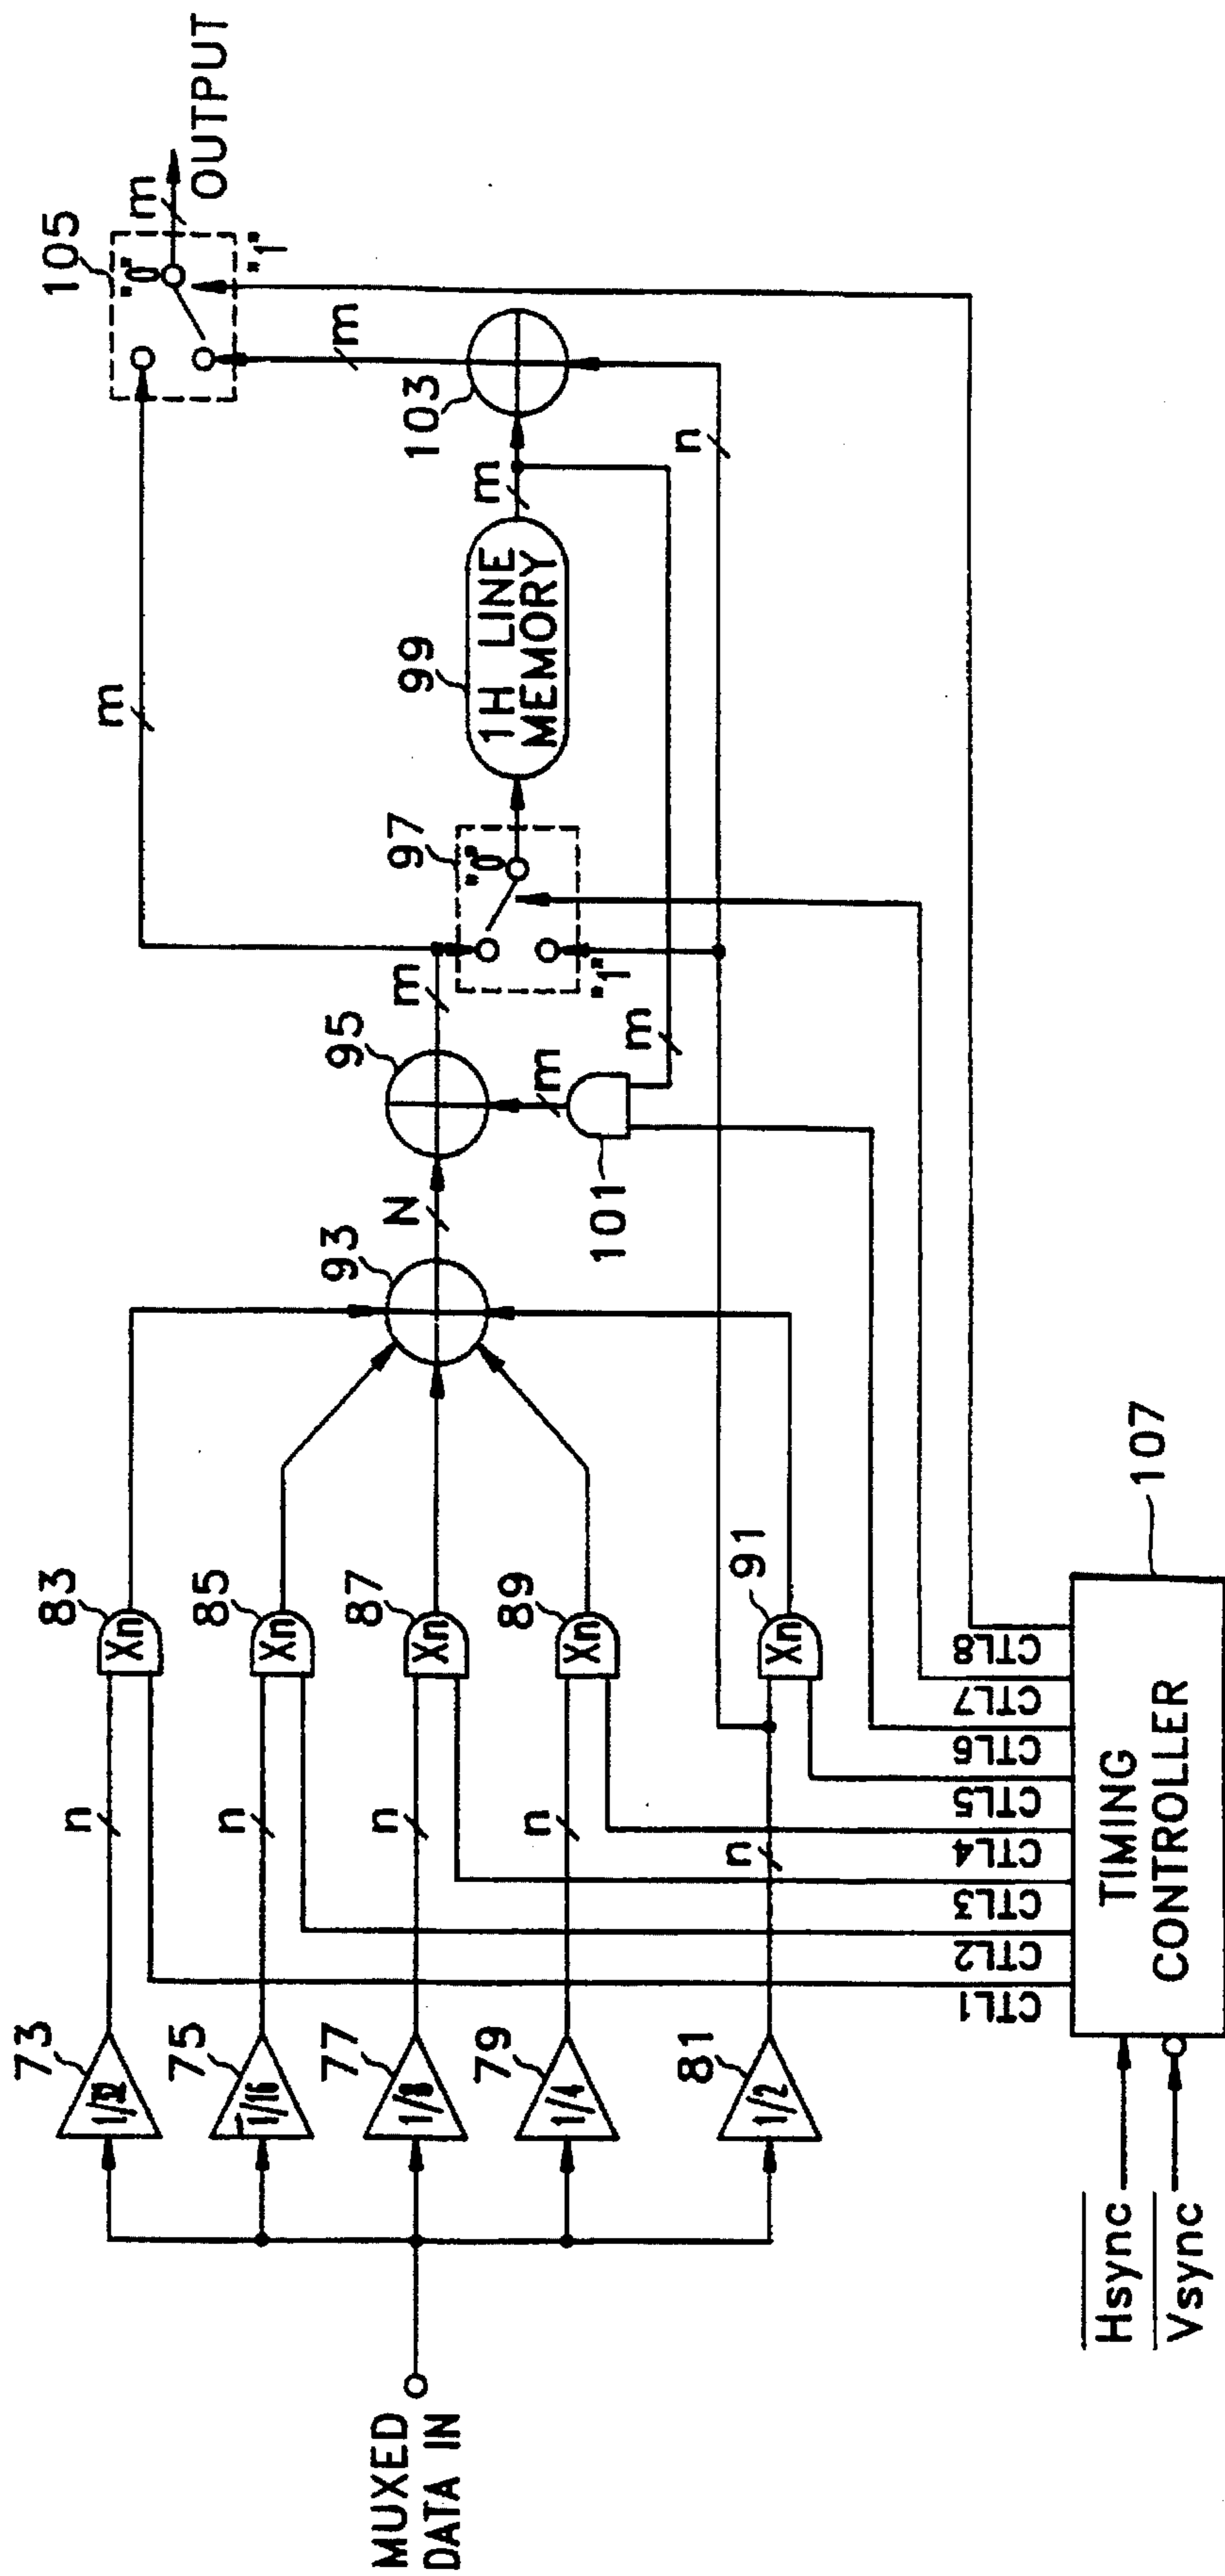 MUXED
DATA IN
73
1/32
75
1/16
77
1/8
79
1/4
81
1/2
n
n
n
n
n
83
Xn
85
Xn
87
Xn
89
Xn
91
Xn
93
N
95
m
m
101
m
m
97
"0"
"1"
99
1H LINE
MEMORY
m
103
m
n
105
"0"
"1"
m
OUTPUT
Hsync
Vsync
CTL1
CTL2
CTL3
CTL4
CTL5
CTL6
CTL7
CTL8
TIMING
CONTROLLER
107